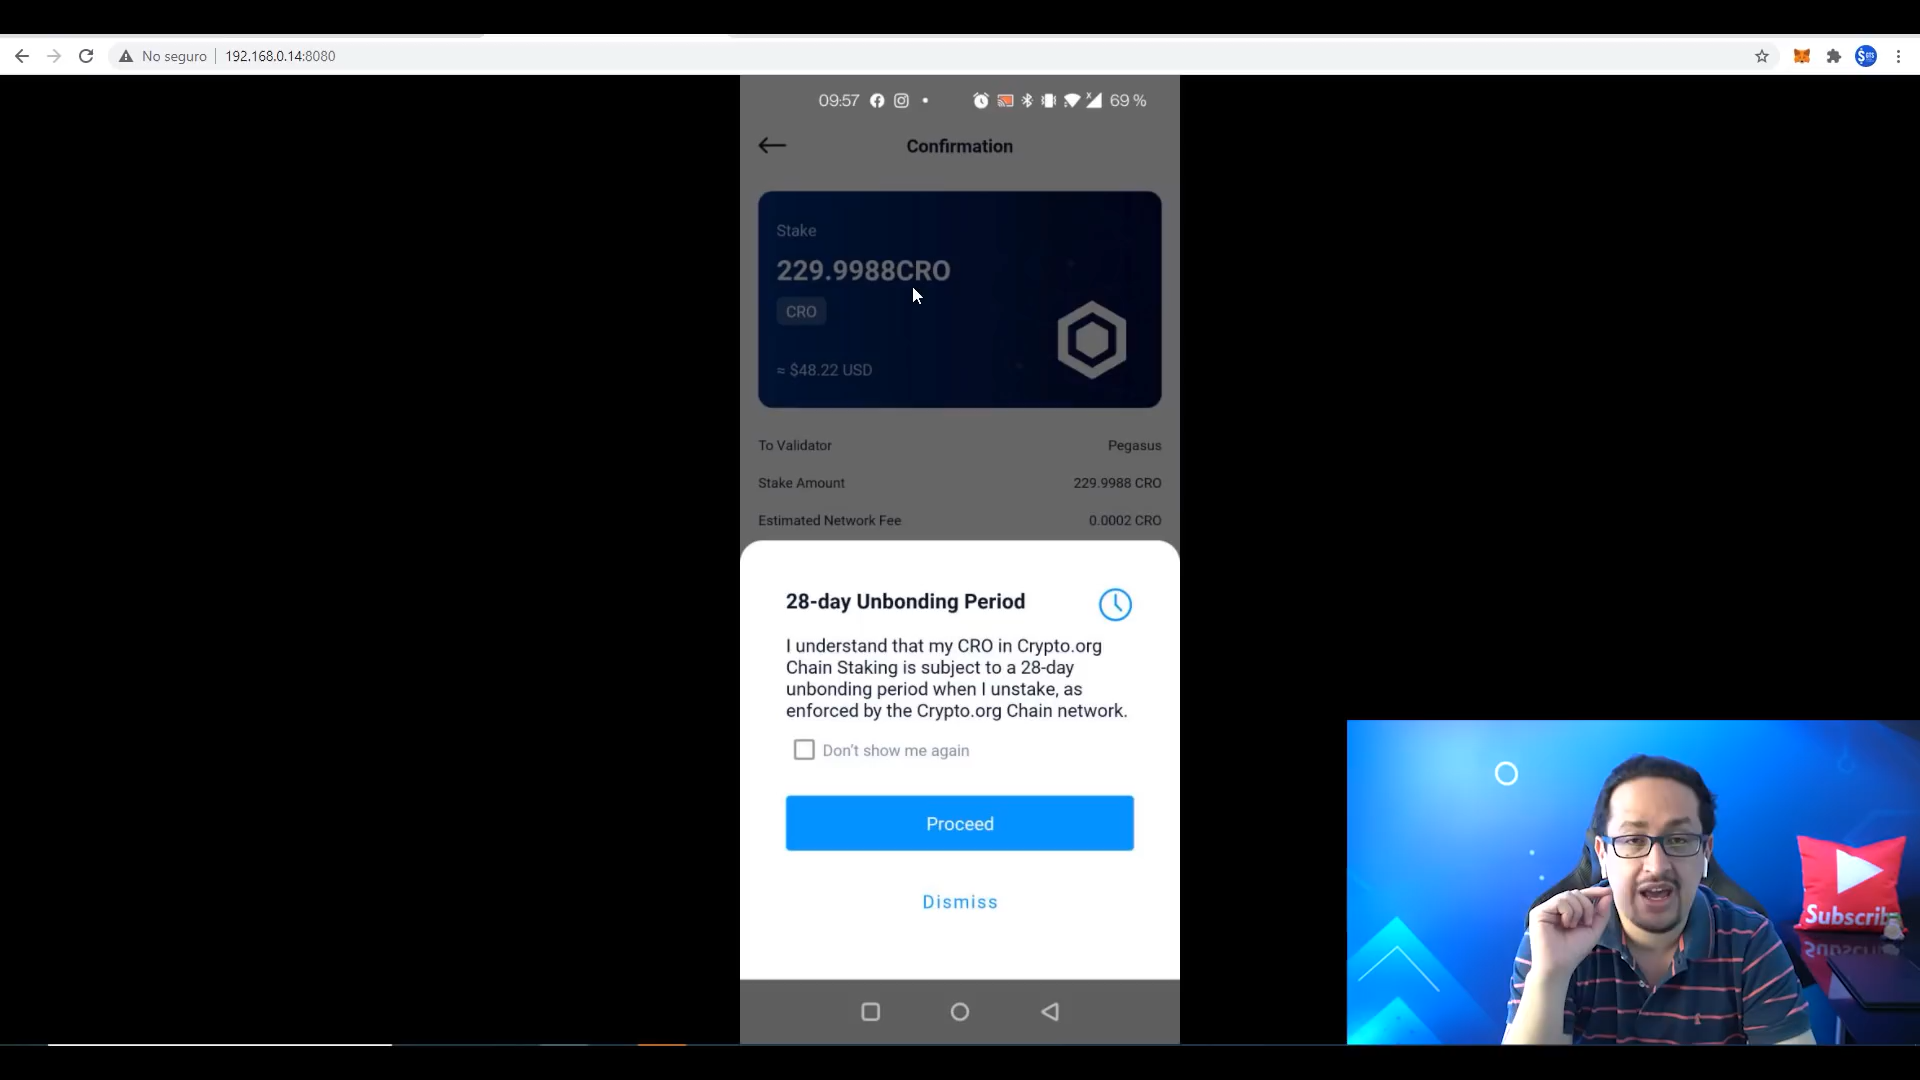 No seguro
192.168.0.14:8080
09:57
69 %
Confirmation
Stake
229.9988CRO
CRO
≈ $48.22 USD
To Validator
Pegasus
Stake Amount
229.9988 CRO
Estimated Network Fee
0.0002 CRO
28-day Unbonding Period
I understand that my CRO in Crypto.org
Chain Staking is subject to a 28-day
unbonding period when I unstake, as
enforced by the Crypto.org Chain network.
Don't show me again
Proceed
Dismiss
Subscrib